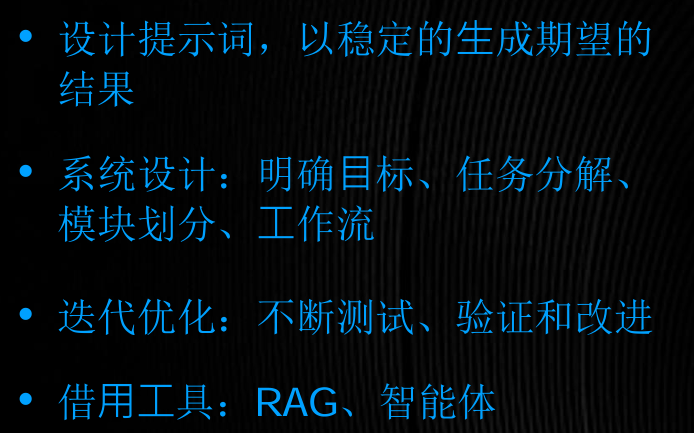 • 设计提示词，以稳定的生成期望的
结果
• 系统设计：明确目标、任务分解、
模块划分、工作流
• 迭代优化：不断测试、验证和改进
• 借用工具：RAG、智能体